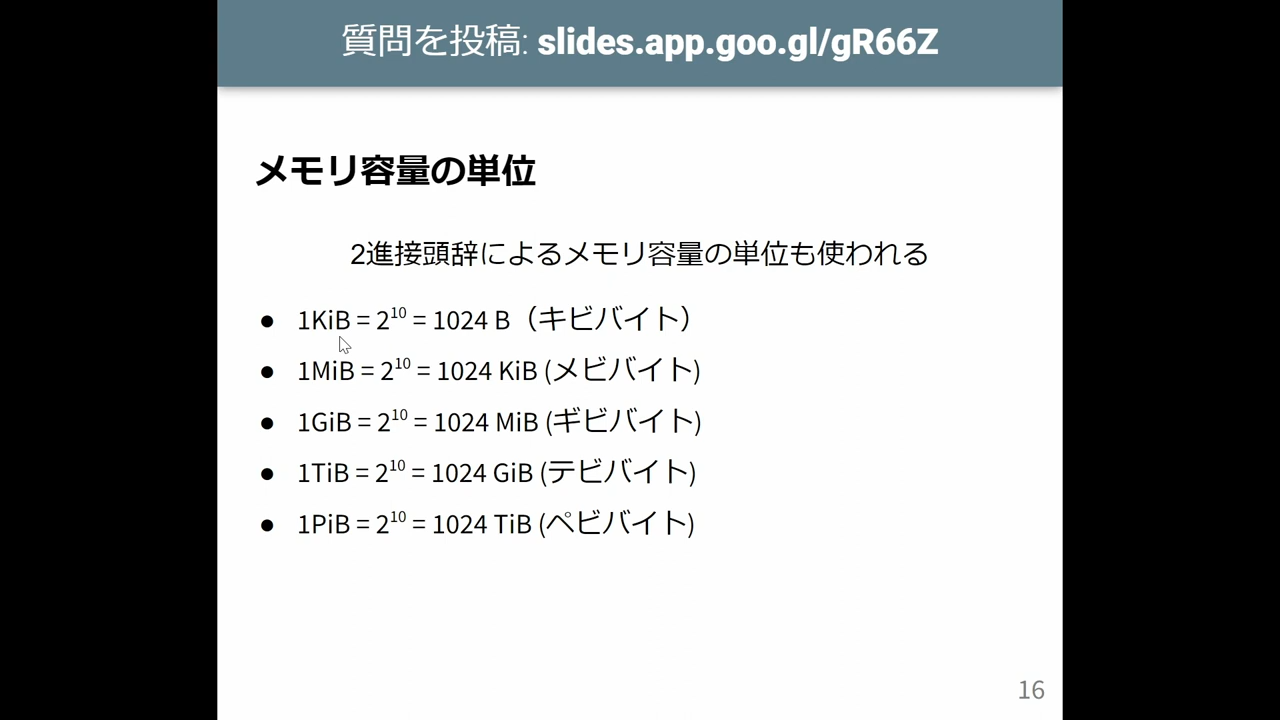 質問を投稿: slides.app.goo.gl/gR66Z
メモリ容量の単位
2進接頭辞によるメモリ容量の単位も使われる
● 1KiB = 2¹⁰ = 1024 B（キビバイト）
● 1MiB = 2¹⁰ = 1024 KiB (メビバイト)
● 1GiB = 2¹⁰ = 1024 MiB (ギビバイト)
● 1TiB = 2¹⁰ = 1024 GiB (テビバイト)
● 1PiB = 2¹⁰ = 1024 TiB (ペビバイト)
16